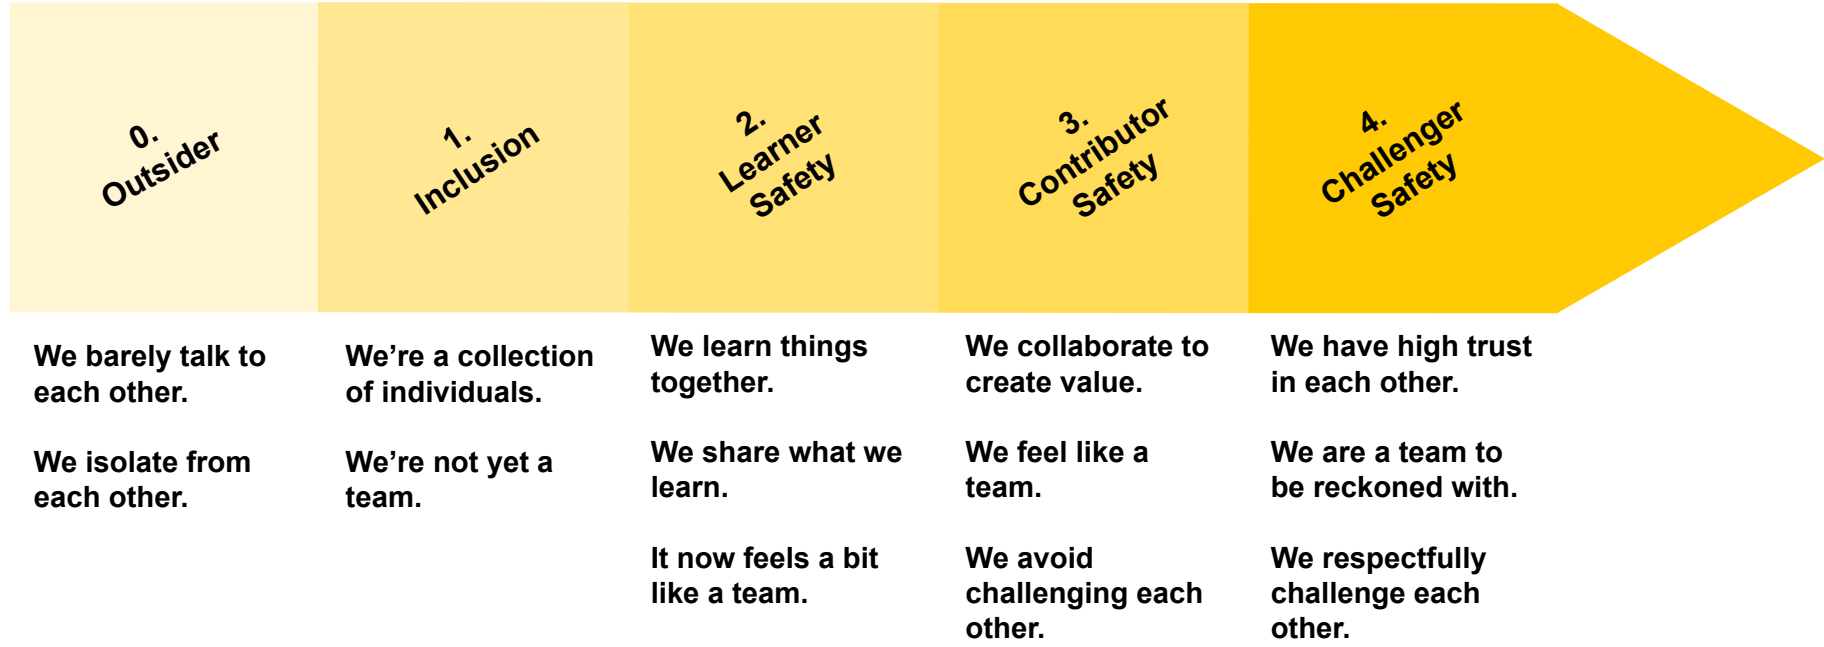 0.
Outsider
1.
Inclusion
2.
Learner
Safety
3.
Contributor
Safety
4.
Challenger
Safety
We barely talk to
each other.
We isolate from
each other.
We’re a collection
of individuals.
We’re not yet a
team.
We learn things
together.
We share what we
learn.
It now feels a bit
like a team.
We collaborate to
create value.
We feel like a
team.
We avoid
challenging each
other.
We have high trust
in each other.
We are a team to
be reckoned with.
We respectfully
challenge each
other.